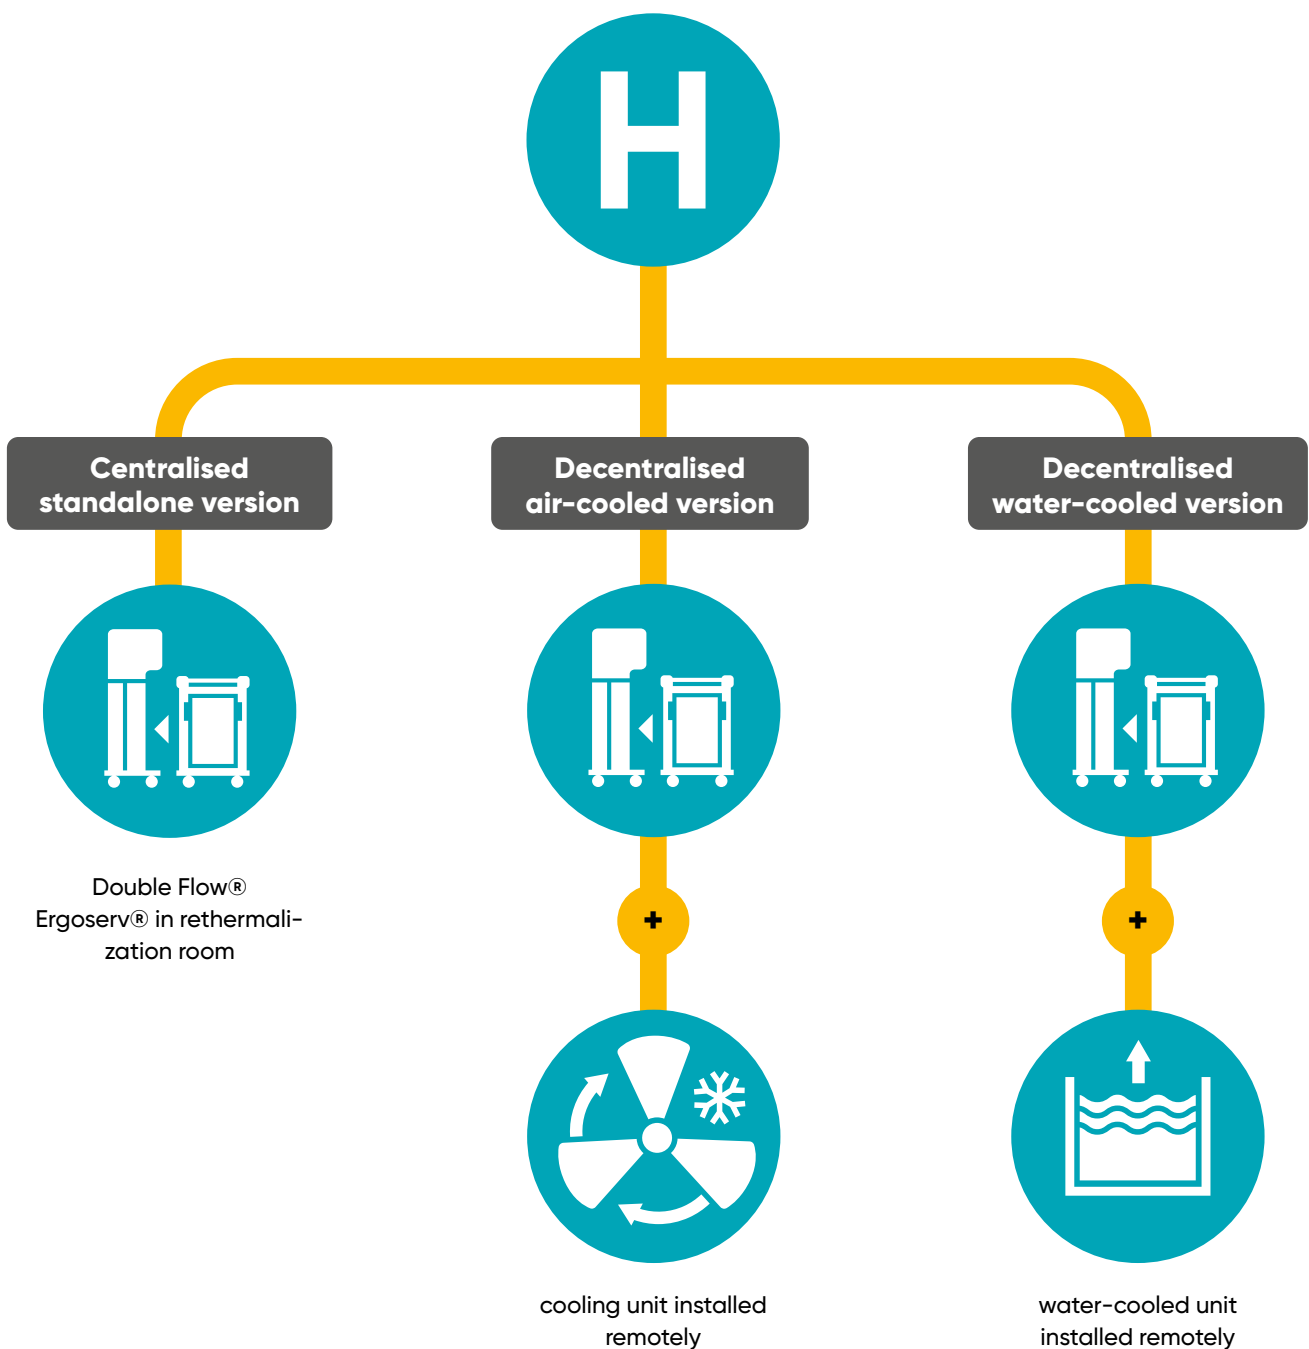 H
Centralised
standalone version
Decentralised
air-cooled version
Decentralised
water-cooled version
Double Flow®
Ergoserv® in rethermali-
zation room
+
+
cooling unit installed
remotely
water-cooled unit
installed remotely